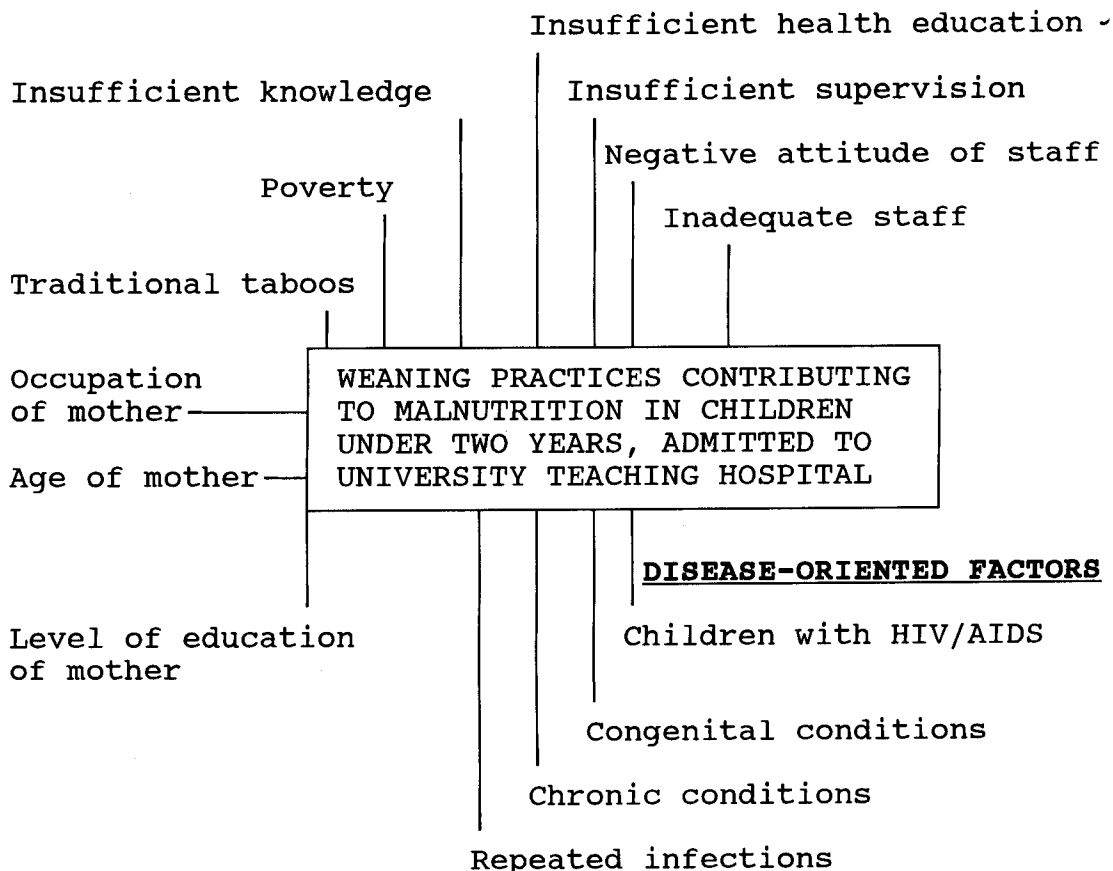 Insufficient health education
Insufficient knowledge
Insufficient supervision
Negative attitude of staff
Poverty
Inadequate staff
Traditional taboos
Occupation
of mother
WEANING PRACTICES CONTRIBUTING
TO MALNUTRITION IN CHILDREN
UNDER TWO YEARS, ADMITTED TO
UNIVERSITY TEACHING HOSPITAL
Age of mother
DISEASE-ORIENTED FACTORS
Level of education
of mother
Children with HIV/AIDS
Congenital conditions
Chronic conditions
Repeated infections